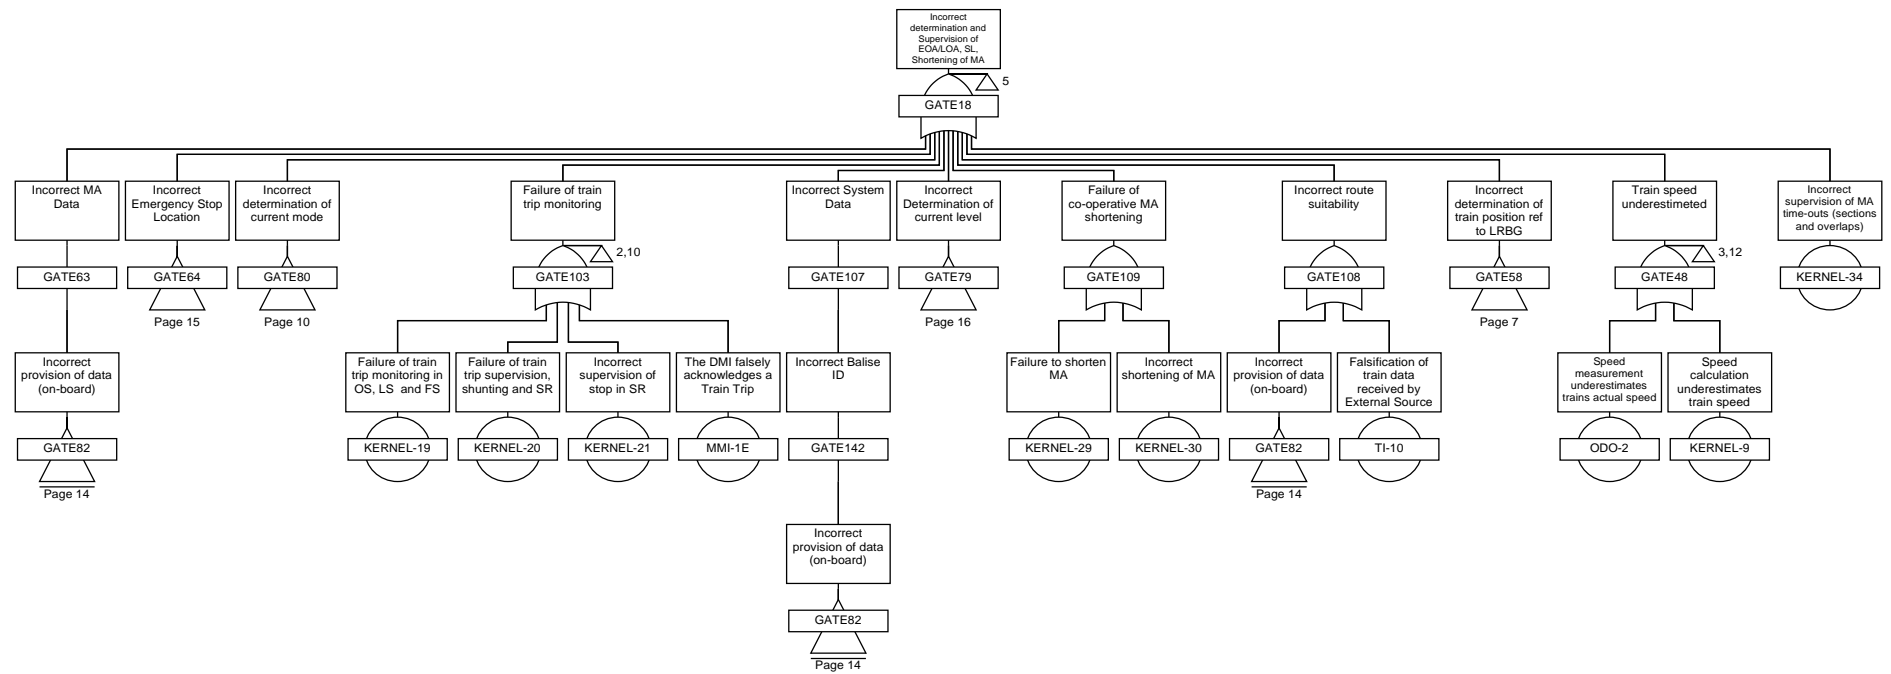 Incorrect
determination and
Supervision of
EOA/LOA, SL,
Shortening of MA
5
GATE18
Incorrect MA
Data
GATE63
Incorrect
provision of data
(on-board)
GATE82
Page 14
Incorrect
Emergency Stop
Location
GATE64
Page 15
Incorrect
determination of
current mode
GATE80
Page 10
Failure of train
trip monitoring
2,10
GATE103
Failure of train
trip monitoring in
OS, LS and FS
KERNEL-19
Failure of train
trip supervision,
shunting and SR
KERNEL-20
Incorrect
supervision of
stop in SR
KERNEL-21
The DMI falsely
acknowledges a
Train Trip
MMI-1E
Incorrect System
Data
GATE107
Incorrect Balise
ID
GATE142
Incorrect
provision of data
(on-board)
GATE82
Page 14
Incorrect
Determination of
current level
GATE79
Page 16
Failure of
co-operative MA
shortening
GATE109
Failure to shorten
MA
KERNEL-29
Incorrect
shortening of MA
KERNEL-30
Incorrect route
suitability
GATE108
Incorrect
provision of data
(on-board)
GATE82
Page 14
Falsification of
train data
received by
External Source
TI-10
Incorrect
determination of
train position ref
to LRBG
GATE58
Page 7
Train speed
underestimeted
3,12
GATE48
Speed
measurement
underestimates
trains actual speed
ODO-2
Speed
calculation
underestimates
train speed
KERNEL-9
Incorrect
supervision of MA
time-outs (sections
and overlaps)
KERNEL-34